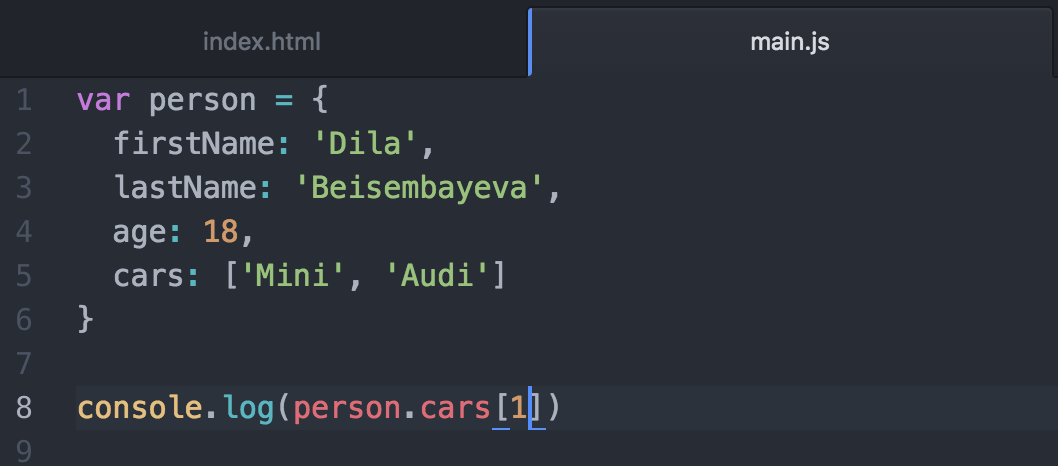 index.html main.js
1 var person = {
2   firstName: 'Dila',
3   lastName: 'Beisembayeva',
4   age: 18,
5   cars: ['Mini', 'Audi']
6 }
7
8 console.log(person.cars[1])
9